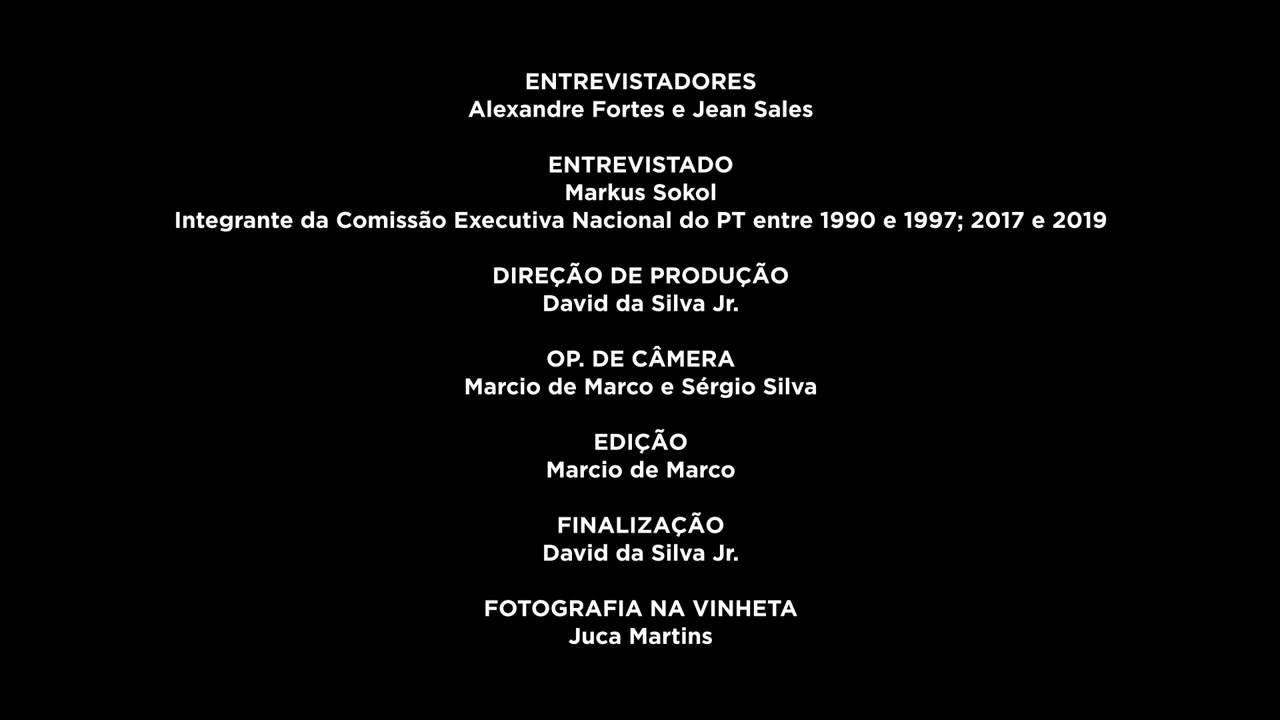 ENTREVISTADORES
Alexandre Fortes e Jean Sales
ENTREVISTADO
Markus Sokol
Integrante da Comissão Executiva Nacional do PT entre 1990 e 1997; 2017 e 2019
DIREÇÃO DE PRODUÇÃO
David da Silva Jr.
OP. DE CÂMERA
Marcio de Marco e Sérgio Silva
EDIÇÃO
Marcio de Marco
FINALIZAÇÃO
David da Silva Jr.
FOTOGRAFIA NA VINHETA
Juca Martins